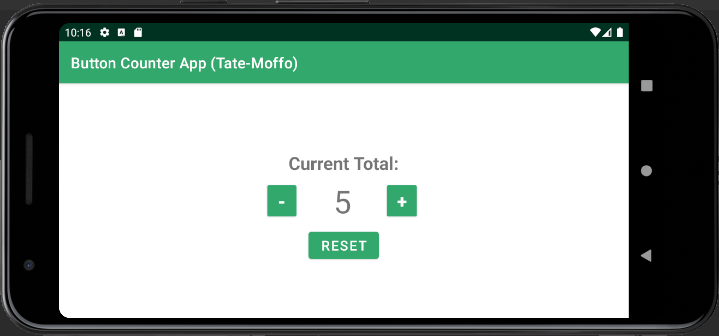 10:16
Button Counter App (Tate-Moffo)
Current Total:
- 5 +
RESET